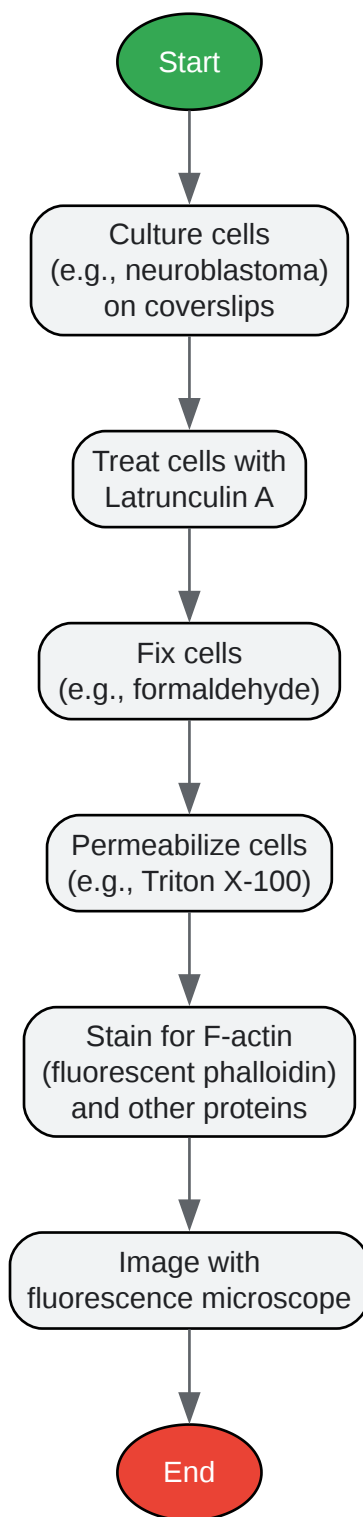 Start
Culture cells
(e.g., neuroblastoma)
on coverslips
Treat cells with
Latrunculin A
Fix cells
(e.g., formaldehyde)
Permeabilize cells
(e.g., Triton X-100)
Stain for F-actin
(fluorescent phalloidin)
and other proteins
Image with
fluorescence microscope
End